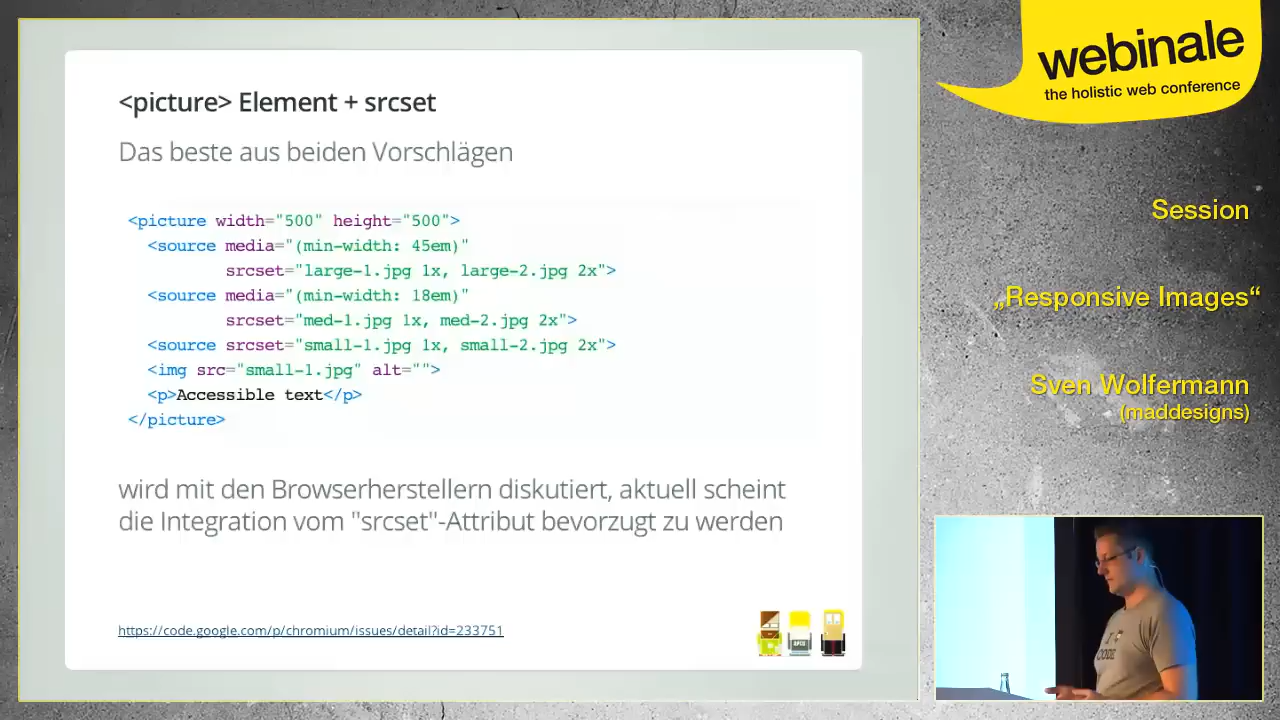 <picture> Element + srcset
Das beste aus beiden Vorschlägen
<picture width="500" height="500">
<source media="(min-width: 45em)"
srcset="large-1.jpg 1x, large-2.jpg 2x">
<source media="(min-width: 18em)"
srcset="med-1.jpg 1x, med-2.jpg 2x">
<source srcset="small-1.jpg 1x, small-2.jpg 2x">
<img src="small-1.jpg" alt="">
<p>Accessible text</p>
</picture>
wird mit den Browserherstellern diskutiert, aktuell scheint
die Integration vom "srcset"-Attribut bevorzugt zu werden
https://code.google.com/p/chromium/issues/detail?id=233751
webinale
the holistic web conference
Session
„Responsive Images“
Sven Wolfermann
(maddesigns)
CODE